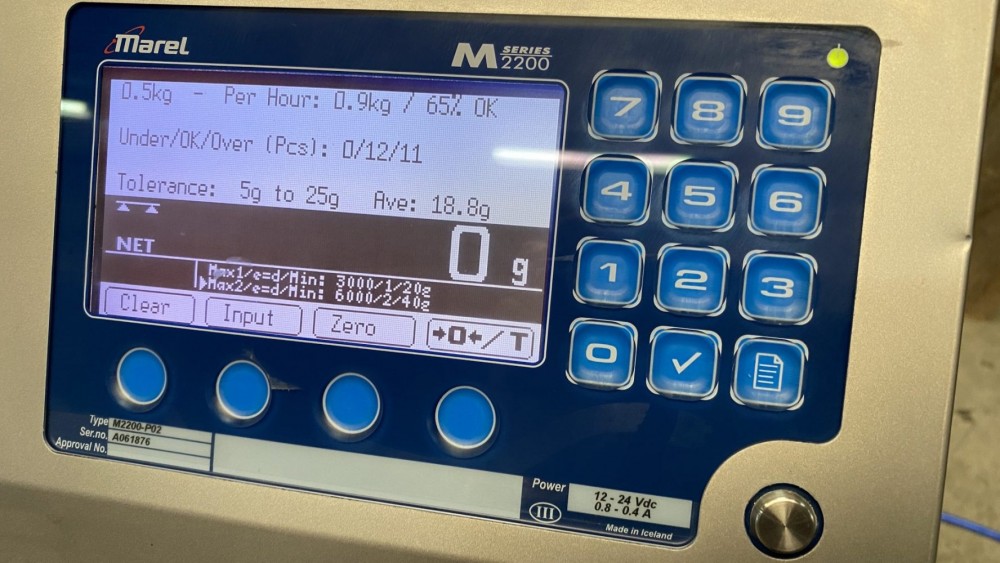 Marel
M SERIES 2200
0.5kg - Per Hour: 0.9kg / 65% OK
Under/OK/Over (Pcs): 0/12/11
Tolerance: 5g to 25g Ave: 18.8g
NET
0 g
Max1/e=d/Min: 3000/1/20g
Max2/e=d/Min: 6000/2/40g
Clear Input Zero →0←/T
7 8 9
4 5 6
1 2 3
0 ✓
Type M2200-P02
Ser.no. A061876
Approval No.
Power
III
12 - 24 Vdc
0.8 - 0.4 A
Made in Iceland